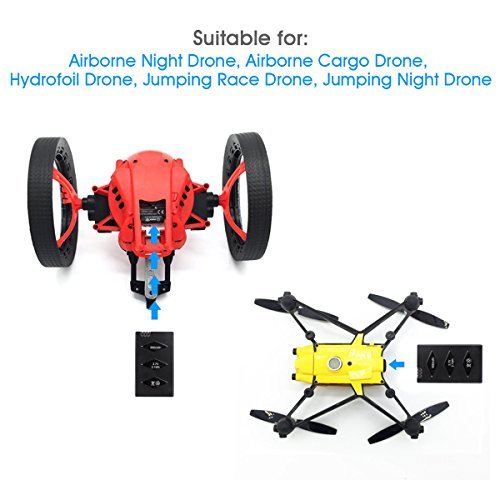 Suitable for:
Airborne Night Drone, Airborne Cargo Drone,
Hydrofoil Drone, Jumping Race Drone, Jumping Night Drone